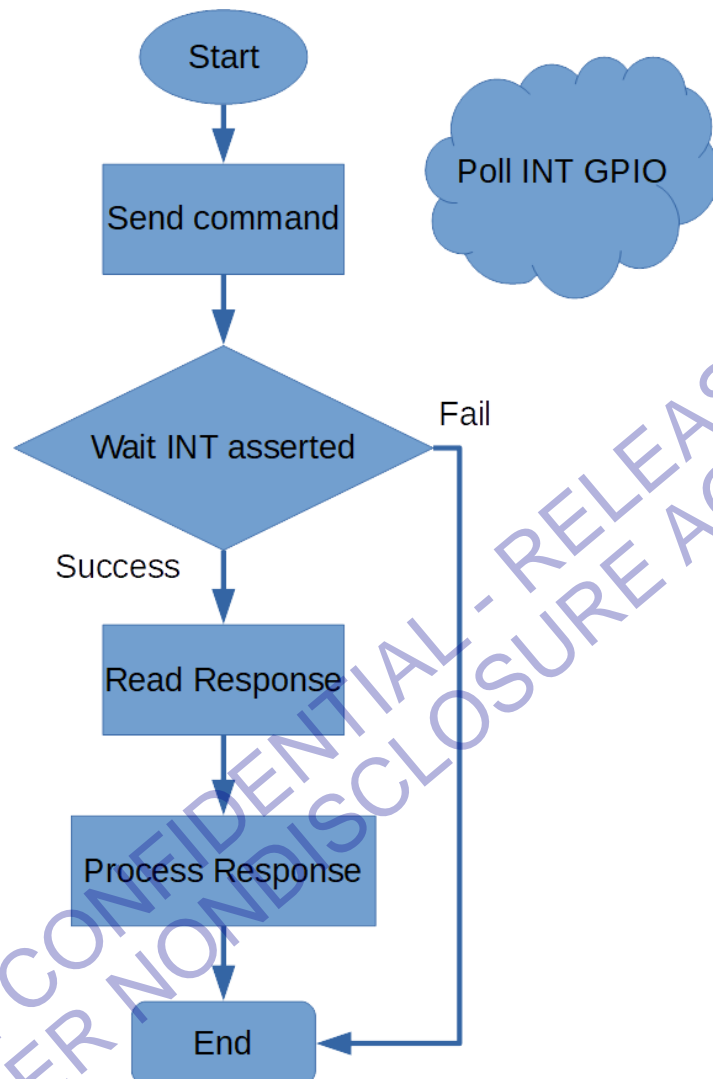 Start
Poll INT GPIO
Send command
Fail
Wait INT asserted
Success
Read Response
Process Response
End
CONFIDENTIAL - RELEAS
ER NONDISCLOSURE AG